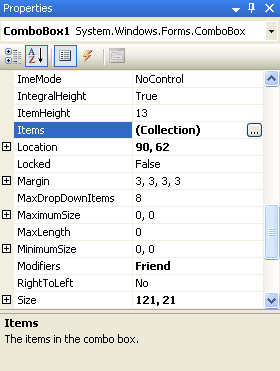 Properties
ComboBox1 System.Windows.Forms.ComboBox
ImeMode NoControl
IntegralHeight True
ItemHeight 13
Items (Collection) ...
Location 90, 62
Locked False
Margin 3, 3, 3, 3
MaxDropDownItems 8
MaximumSize 0, 0
MaxLength 0
MinimumSize 0, 0
Modifiers Friend
RightToLeft No
Size 121, 21
Items
The items in the combo box.